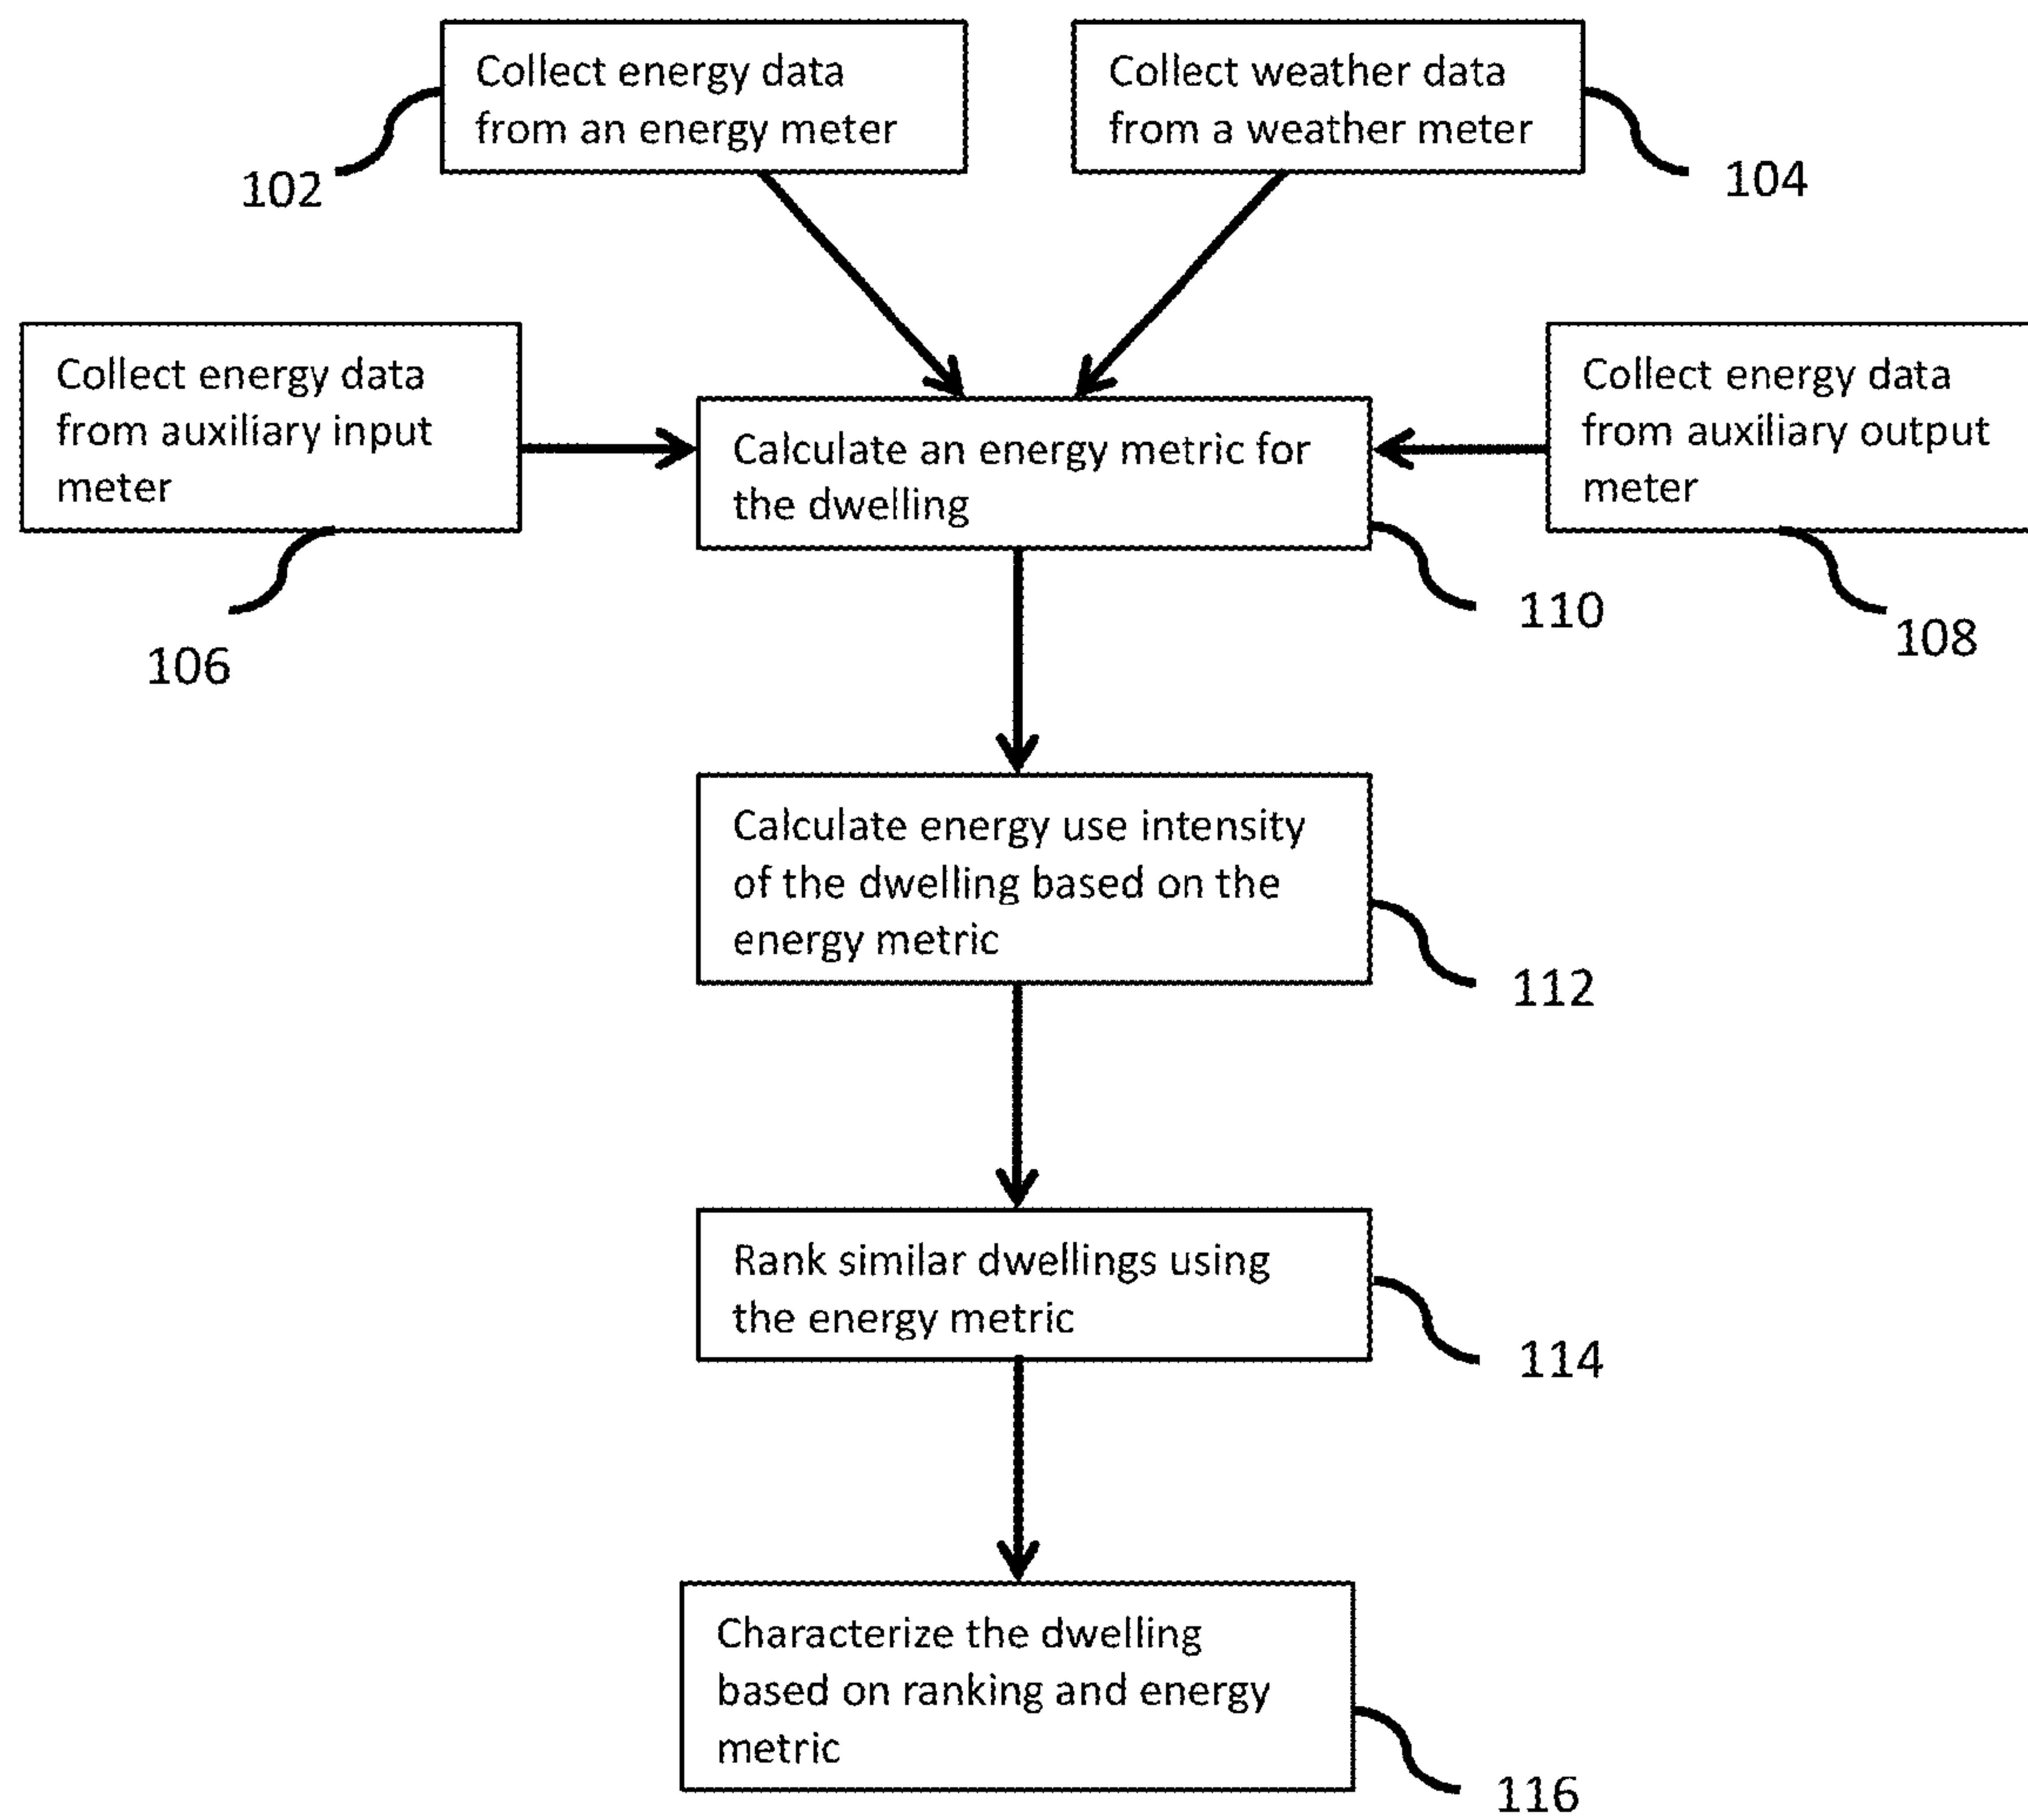 Collect energy data
from an energy meter
102
Collect weather data
from a weather meter
104
Collect energy data
from auxiliary input
meter
106
Calculate an energy metric for
the dwelling
110
Collect energy data
from auxiliary output
meter
108
Calculate energy use intensity
of the dwelling based on the
energy metric
112
Rank similar dwellings using
the energy metric
114
Characterize the dwelling
based on ranking and energy
metric
116